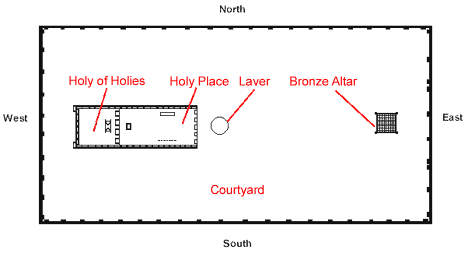 North
Holy of Holies
Holy Place
Laver
Bronze Altar
West
East
Courtyard
South